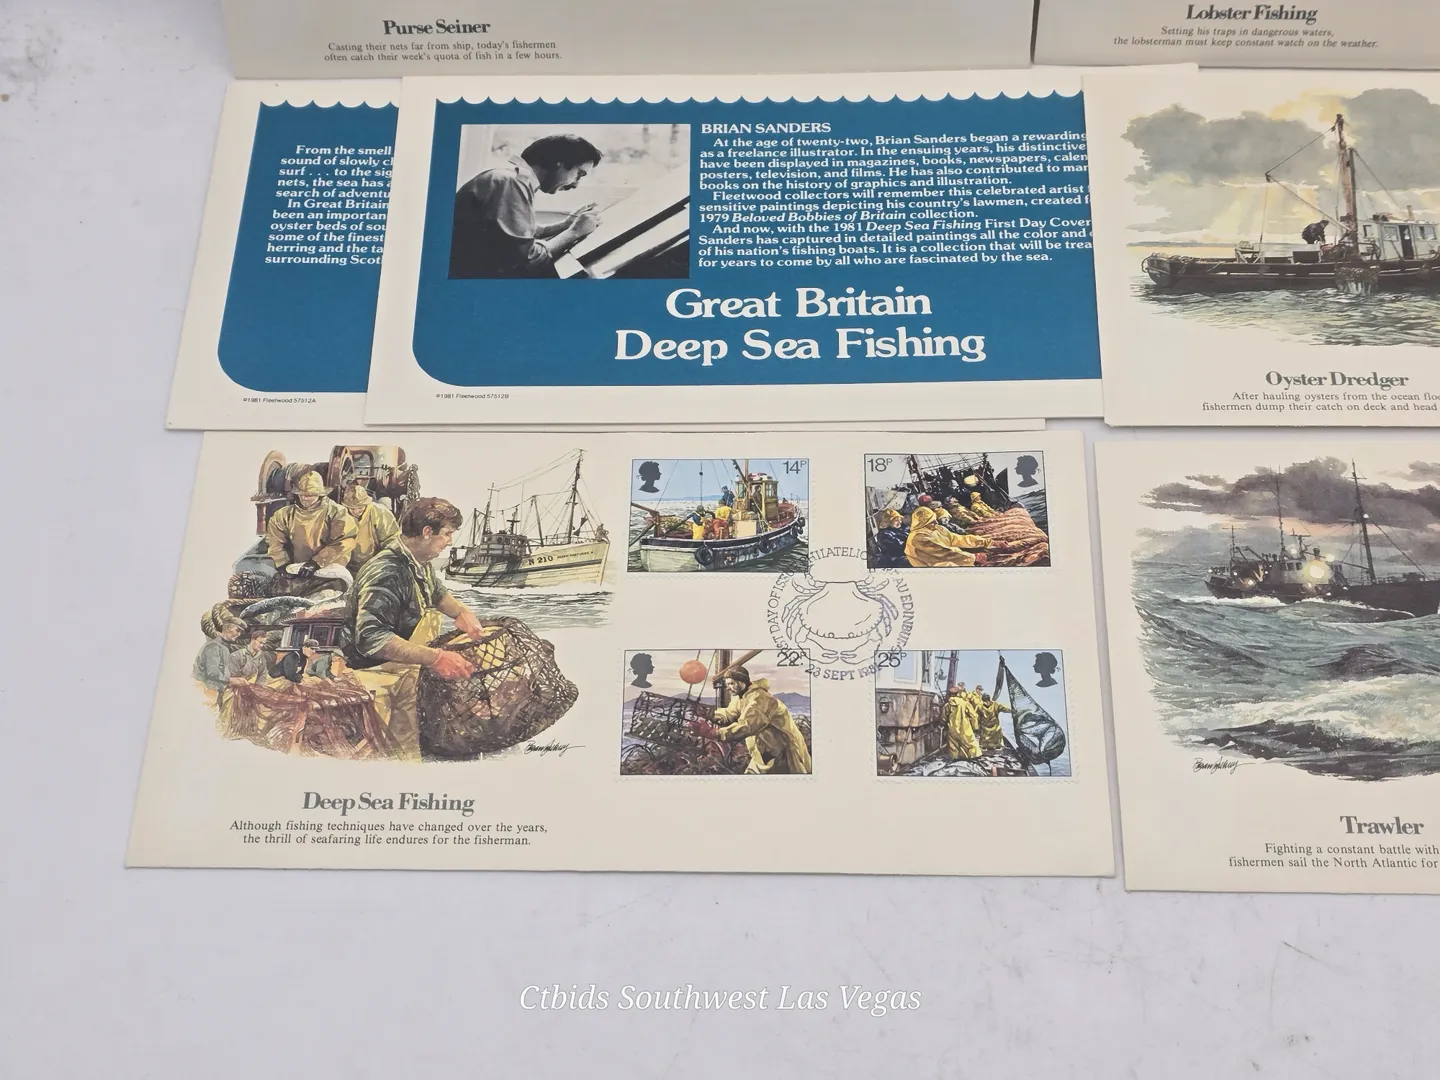 Purse Seiner
Casting their nets far from ship, today's fishermen
often catch their week's quota of fish in a few hours.
Lobster Fishing
Setting his traps in dangerous waters,
the lobsterman must keep constant watch on the weather.
From the smell
sound of slowly
surf . . . to the
nets, the sea has
search of
In Great Britain
been an important
oyster beds of
some of the finest
herring and the
surrounding
©1981 Fleetwood 57512A
BRIAN SANDERS
At the age of twenty-two, Brian Sanders began a rewarding
as a freelance illustrator. In the ensuing years, his distinctive
have been displayed in magazines, books, newspapers,
posters, television, and films. He has also contributed to
books on the history of graphics and illustration.
Fleetwood collectors will remember this celebrated artist
sensitive paintings depicting his country's lawmen, created
1979 Beloved Bobbies of Britain collection.
And now, with the 1981 Deep Sea Fishing First Day Cover
Sanders has captured in detailed paintings all the color and
of his nation's fishing boats. It is a collection that will be
for years to come by all who are fascinated by the sea.
Great Britain
Deep Sea Fishing
©1981 Fleetwood 57512B
Oyster Dredger
After hauling oysters from the ocean
fishermen dump their catch on deck and head
N 210
14P
18P
22P
25P
PHILATELIC
23 SEPT
Deep Sea Fishing
Although fishing techniques have changed over the years,
the thrill of seafaring life endures for the fisherman.
Trawler
Fighting a constant battle with
fishermen sail the North Atlantic for
Ctbids Southwest Las Vegas